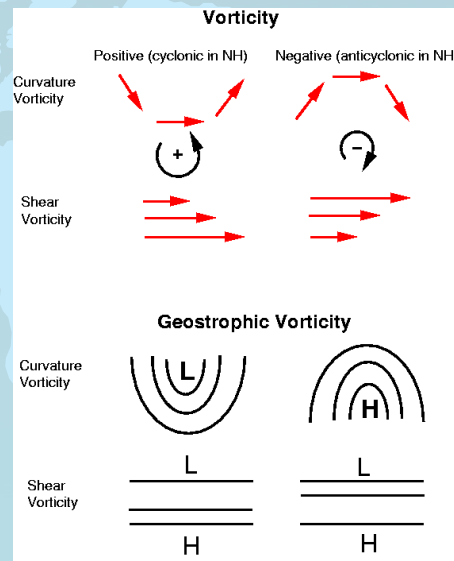 Vorticity
Positive (cyclonic in NH)
Negative (anticyclonic in NH
Curvature
Vorticity
+
−
Shear
Vorticity
Geostrophic Vorticity
Curvature
Vorticity
L
H
Shear
Vorticity
L
L
H
H